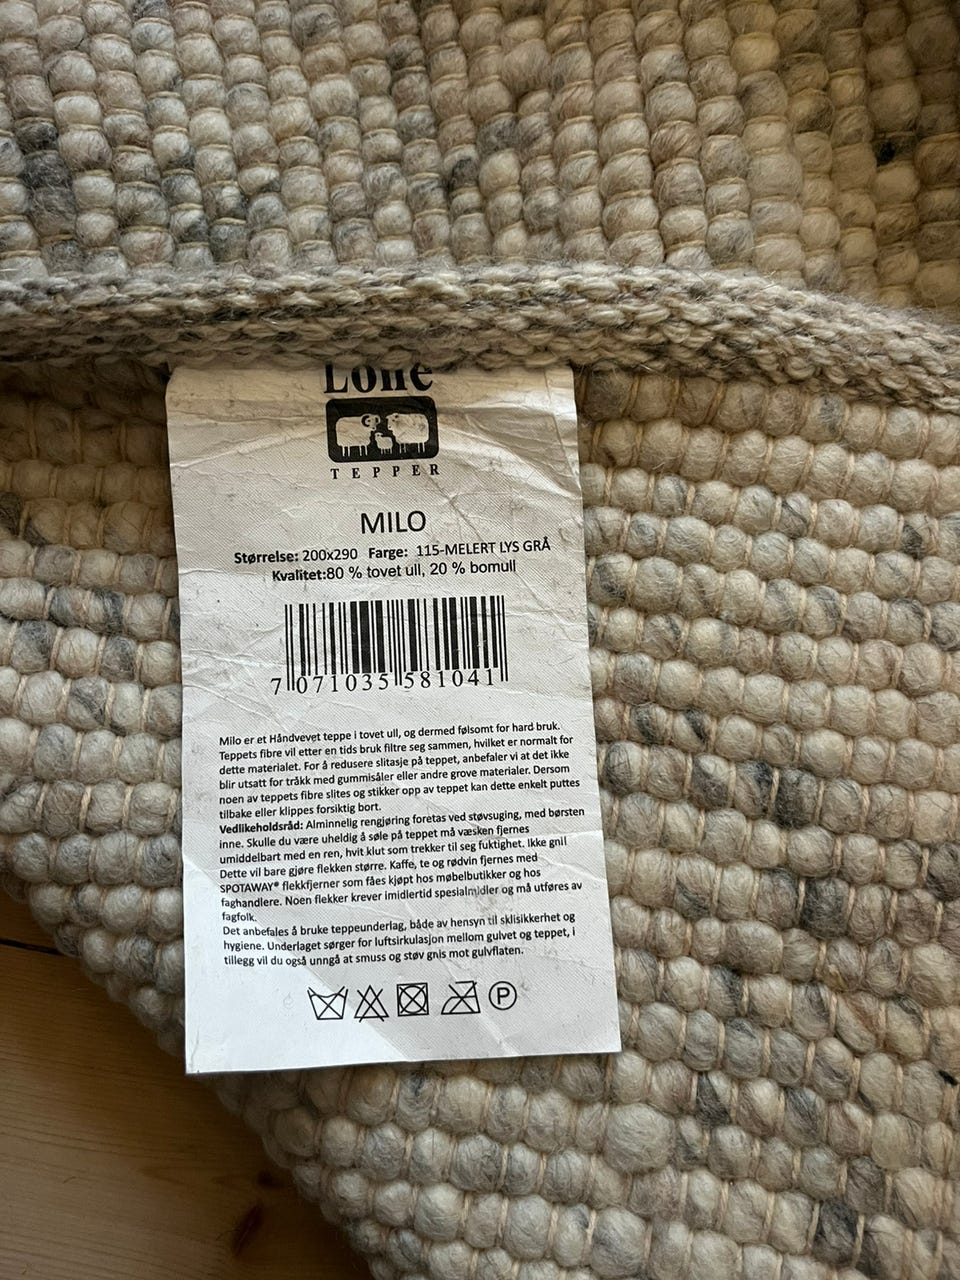 Lone
TEPPER
MILO
Størrelse: 200x290 Farge: 115-MELERT LYS GRÅ
Kvalitet:80 % tovet ull, 20 % bomull
7 071035 581041
Milo er et Håndvevet teppe i tovet ull, og dermed følsomt for hard bruk.
Teppets fibre vil etter en tids bruk filtre seg sammen, hvilket er normalt for
dette materialet. For å redusere slitasje på teppet, anbefaler vi at det ikke
blir utsatt for tråkk med gummisåler eller andre grove materialer. Dersom
noen av teppets fibre slites og stikker opp av teppet kan dette enkelt puttes
tilbake eller klippes forsiktig bort.
Vedlikeholdsråd: Alminnelig rengjøring foretas ved støvsuging, med børsten
inne. Skulle du være uheldig å søle på teppet må væsken fjernes
umiddelbart med en ren, hvit klut som trekker til seg fuktighet. Ikke gnil
Dette vil bare gjøre flekken større. Kaffe, te og rødvin fjernes med
SPOTAWAY® flekkfjerner som fåes kjøpt hos møbelbutikker og hos
faghandlere. Noen flekker krever imidlertid spesialmidler og må utføres av
fagfolk.
Det anbefales å bruke teppeunderlag, både av hensyn til sklisikkerhet og
hygiene. Underlaget sørger for luftsirkulasjon mellom gulvet og teppet, i
tillegg vil du også unngå at smuss og støv gnis mot gulvflaten.
P